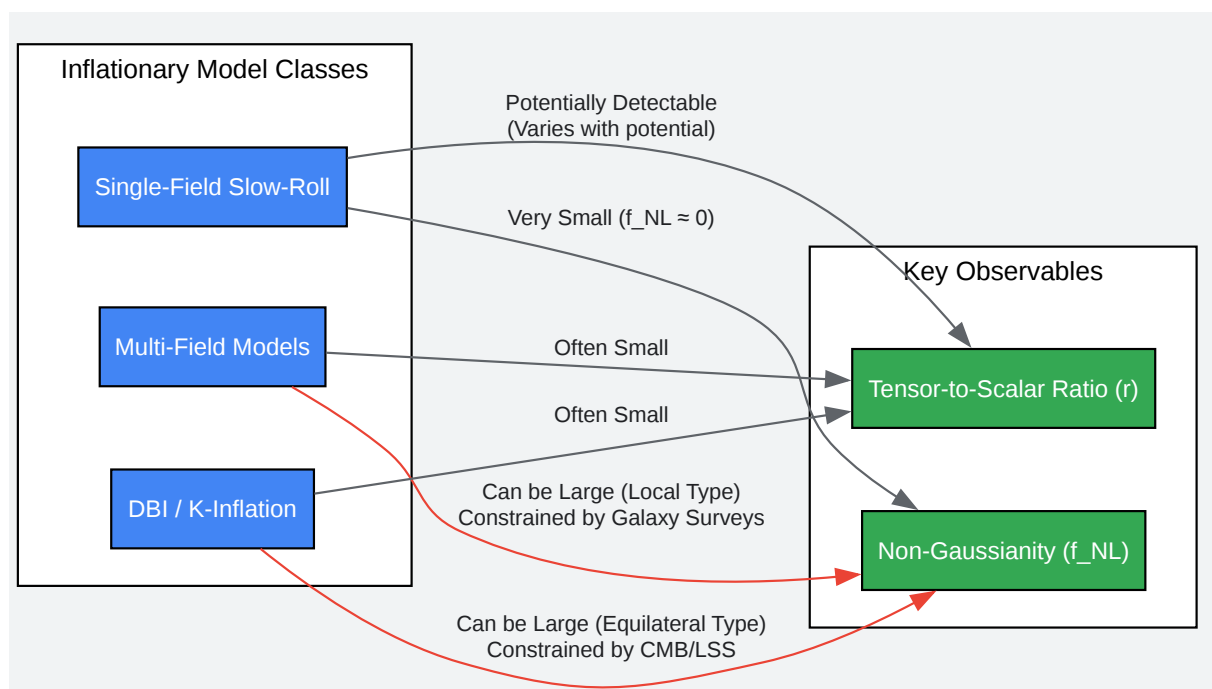 Inflationary Model Classes
Single-Field Slow-Roll
Multi-Field Models
DBI / K-Inflation
Potentially Detectable
(Varies with potential)
Very Small (f_NL ≈ 0)
Often Small
Often Small
Can be Large (Local Type)
Constrained by Galaxy Surveys
Can be Large (Equilateral Type)
Constrained by CMB/LSS
Key Observables
Tensor-to-Scalar Ratio (r)
Non-Gaussianity (f_NL)